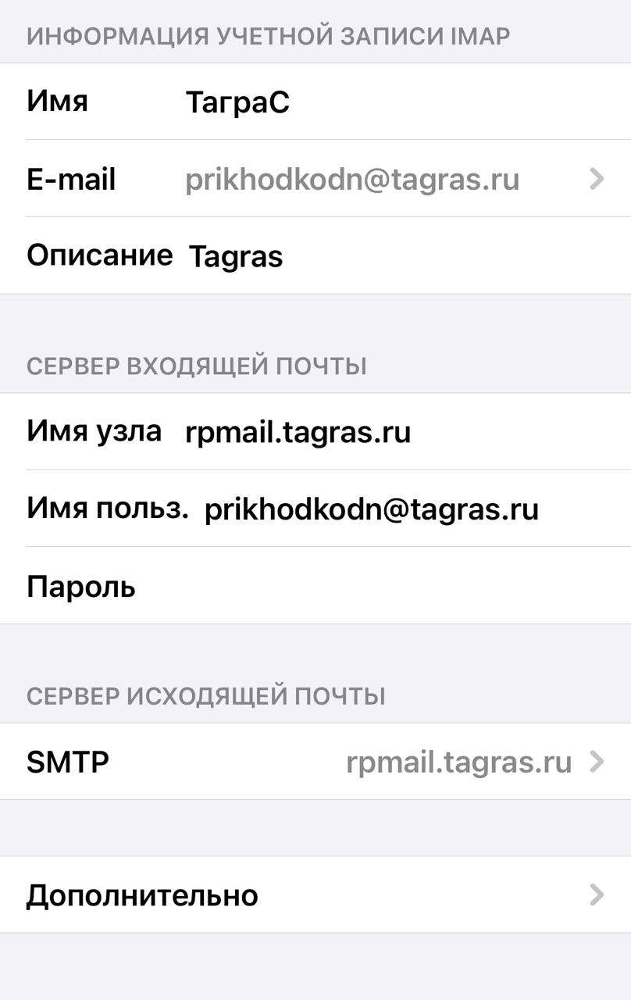 ИНФОРМАЦИЯ УЧЕТНОЙ ЗАПИСИ IMAP
Имя ТаграС
E-mail prikhodkodn@tagras.ru
Описание Tagras
СЕРВЕР ВХОДЯЩЕЙ ПОЧТЫ
Имя узла rpmail.tagras.ru
Имя польз. prikhodkodn@tagras.ru
Пароль
СЕРВЕР ИСХОДЯЩЕЙ ПОЧТЫ
SMTP rpmail.tagras.ru
Дополнительно